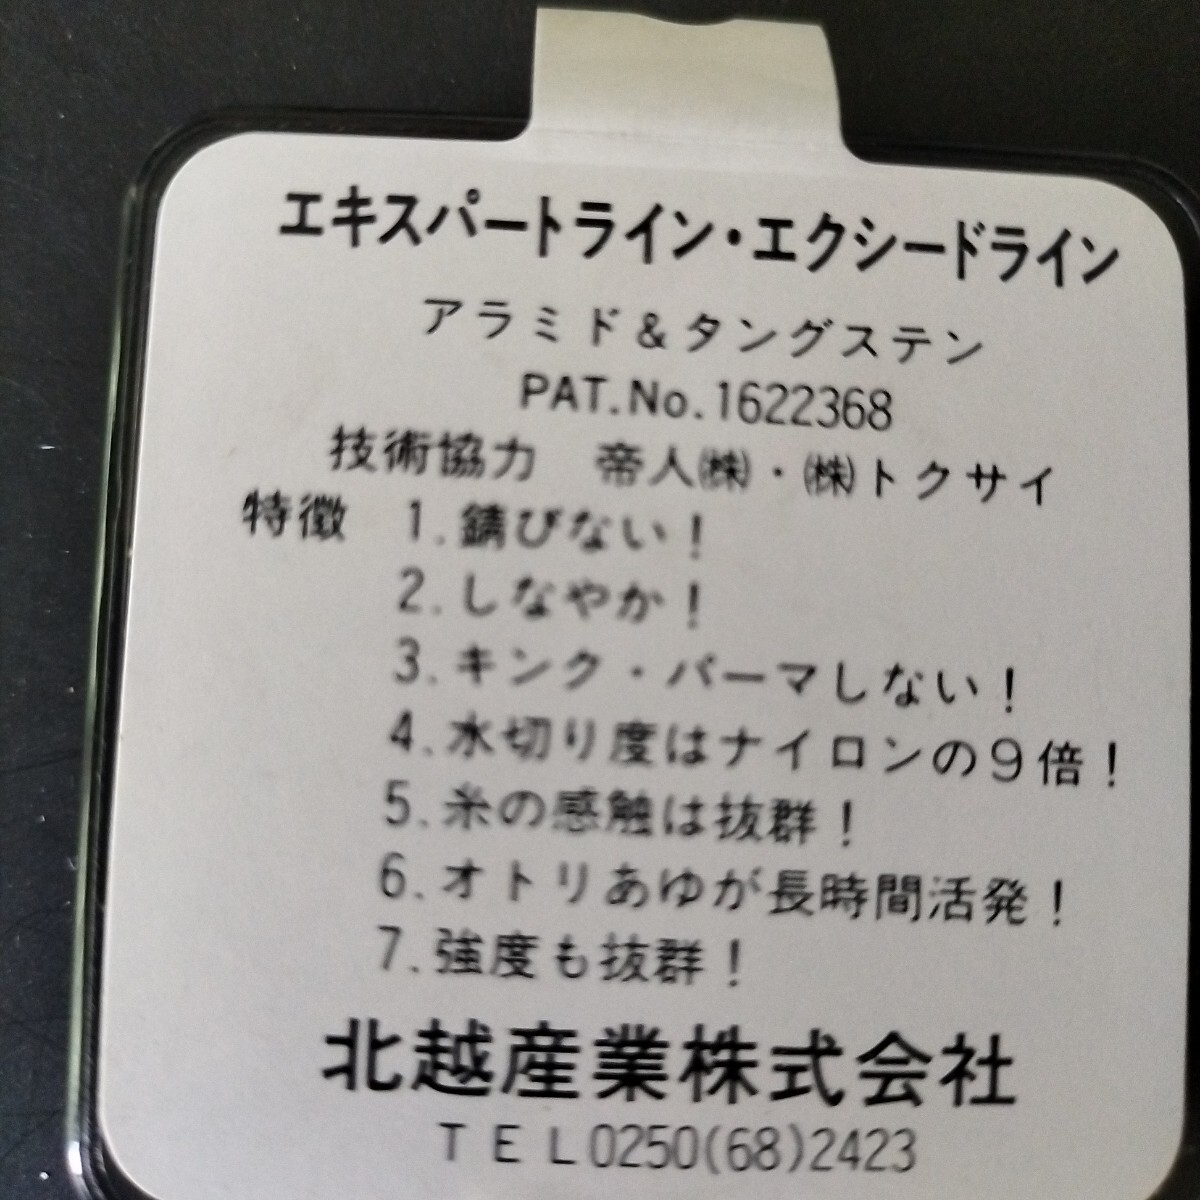 エキスパートライン・エクシードライン
アラミド&タングステン
PAT.No.1622368
技術協力　帝人㈱・㈱トクサイ
特徴　1.錆びない！
2.しなやか！
3.キンク・パーマしない！
4.水切り度はナイロンの9倍！
5.糸の感触は抜群！
6.オトリあゆが長時間活発！
7.強度も抜群！
北越産業株式会社
TEL0250(68)2423